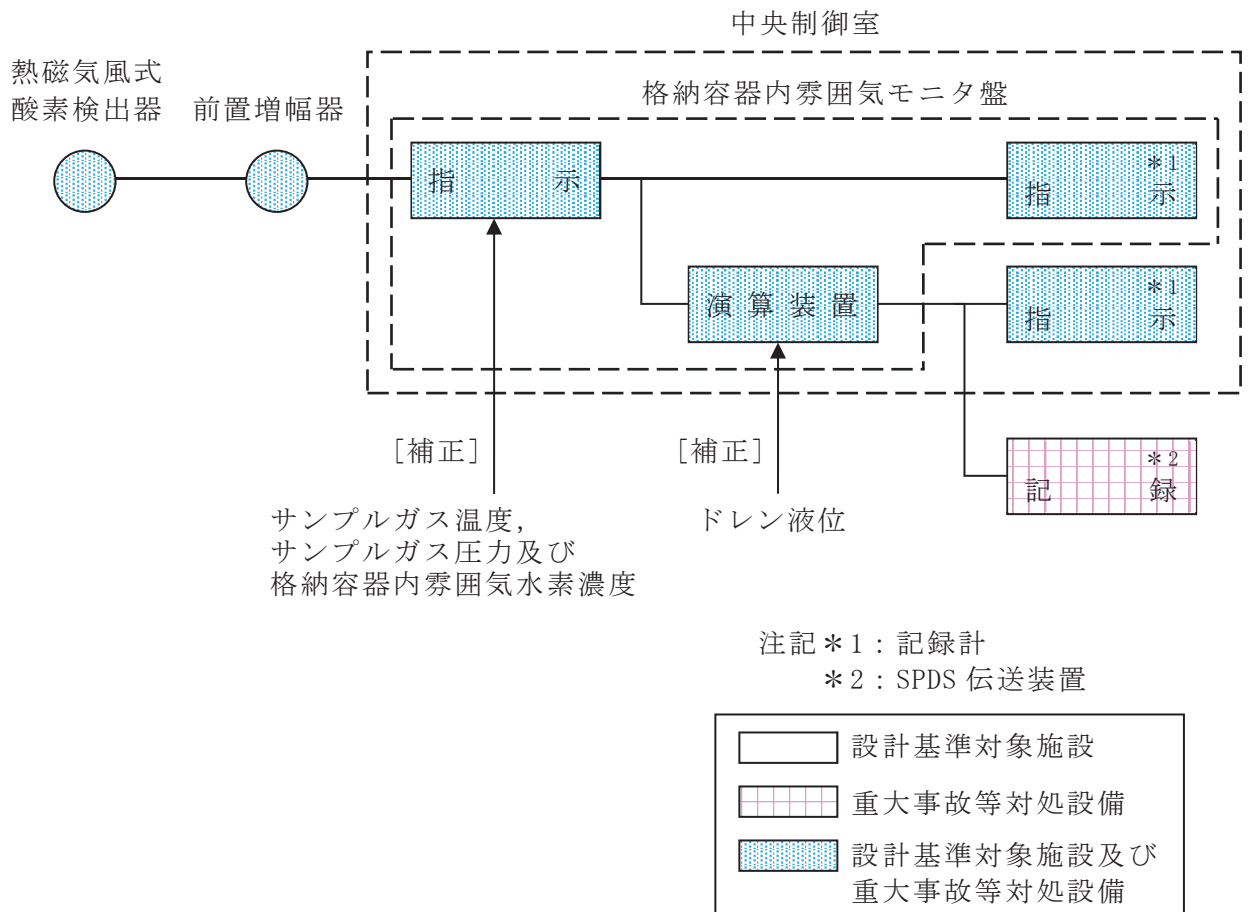 中央制御室
熱磁気風式
酸素検出器
前置増幅器
格納容器内雰囲気モニタ盤
指示
*1
指示
演算装置
*1
指示
[補正]
[補正]
*2
記録
サンプルガス温度,
サンプルガス圧力及び
格納容器内雰囲気水素濃度
ドレン液位
注記*1:記録計
*2:SPDS 伝送装置
設計基準対象施設
重大事故等対処設備
設計基準対象施設及び
重大事故等対処設備